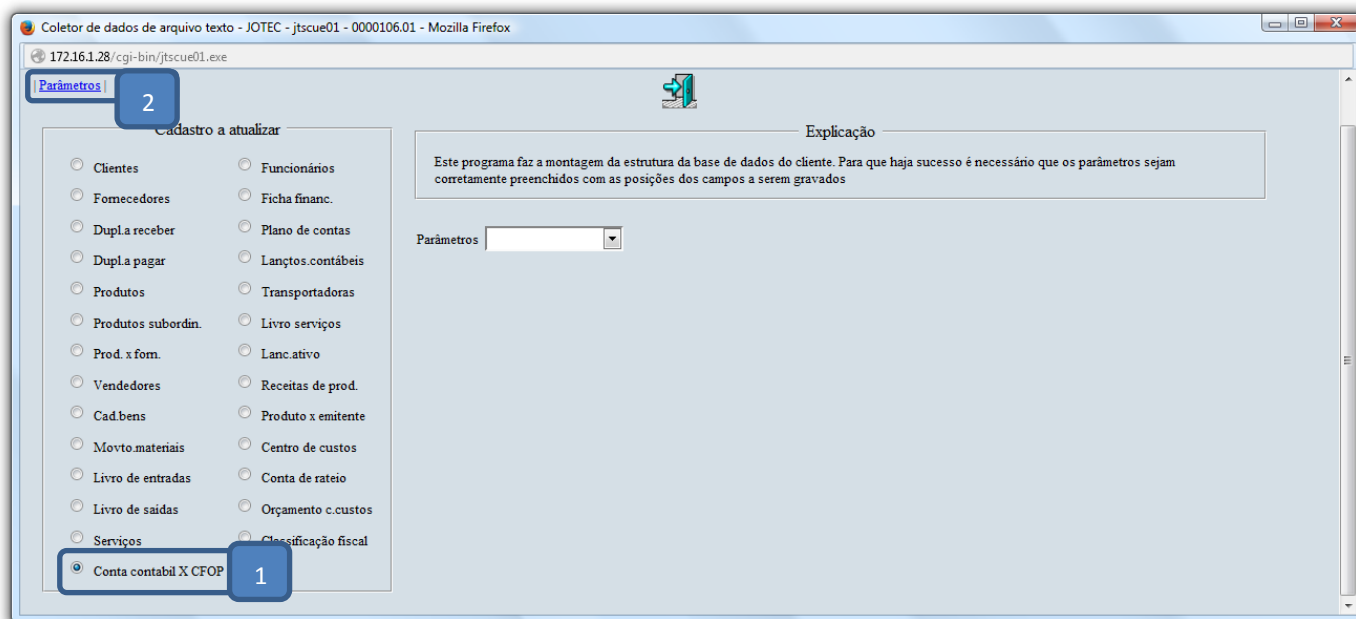 Coletor de dados de arquivo texto - JOTEC - jtscue01 - 0000106.01 - Mozilla Firefox
172.16.1.28/cgi-bin/jtscue01.exe
| Parâmetros |
2
Cadastro a atualizar
Clientes
Funcionários
Fornecedores
Ficha financ.
Dupl.a receber
Plano de contas
Dupl.a pagar
Lançtos.contábeis
Produtos
Transportadoras
Produtos subordin.
Livro serviços
Prod. x forn.
Lanc.ativo
Vendedores
Receitas de prod.
Cad.bens
Produto x emitente
Movto.materiais
Centro de custos
Livro de entradas
Conta de rateio
Livro de saidas
Orçamento c.custos
Serviços
Classificação fiscal
Conta contabil X CFOP
1
Explicação
Este programa faz a montagem da estrutura da base de dados do cliente. Para que haja sucesso é necessário que os parâmetros sejam
corretamente preenchidos com as posições dos campos a serem gravados
Parâmetros